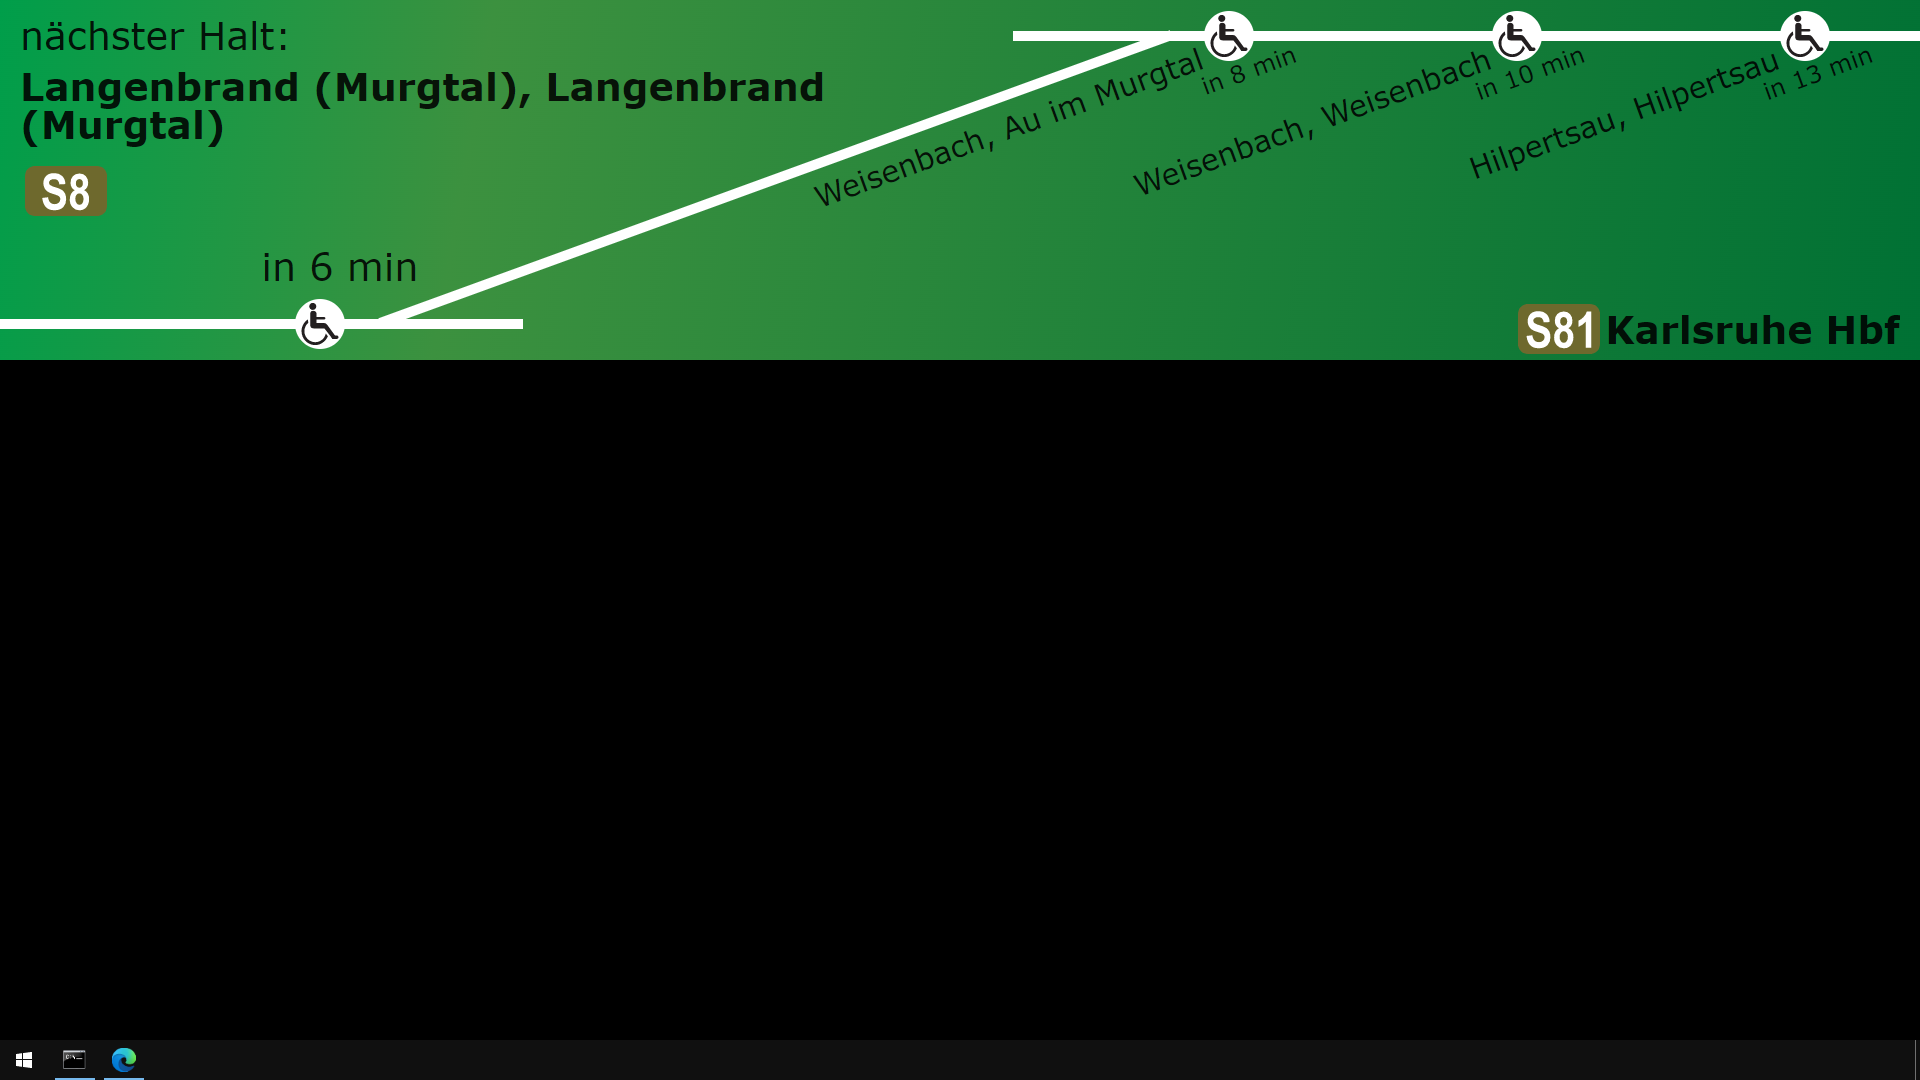 nächster Halt:
Langenbrand (Murgtal), Langenbrand
(Murgtal)
S8
in 6 min
Weisenbach, Au im Murgtal
in 8 min
Weisenbach, Weisenbach
in 10 min
Hilpertsau, Hilpertsau
in 13 min
S81 Karlsruhe Hbf